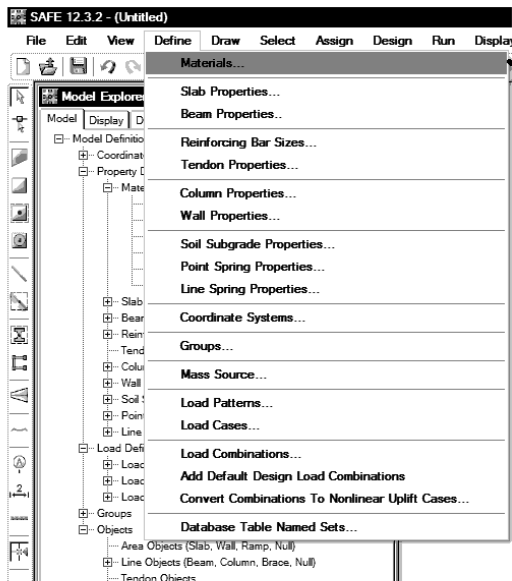 SAFE 12.3.2 - (Untitled)
File Edit View Define Draw Select Assign Design Run Display
Model Explorer
Model Display D
Materials...
Slab Properties...
Beam Properties..
Reinforcing Bar Sizes...
Tendon Properties...
Column Properties...
Wall Properties...
Soil Subgrade Properties...
Point Spring Properties...
Line Spring Properties...
Coordinate Systems...
Groups...
Mass Source...
Load Patterns...
Load Cases...
Load Combinations...
Add Default Design Load Combinations
Convert Combinations To Nonlinear Uplift Cases...
Database Table Named Sets...
Model Definitio
Coordinat
Property D
Mate
Slab
Bear
Rein
Tend
Colu
Wall
Soil S
Poin
Line
Load Defi
Load
Load
Load
Groups
Objects
Area Objects (Slab, Wall, Ramp, Null)
Line Objects (Beam, Column, Brace, Null)
Tendon Objects